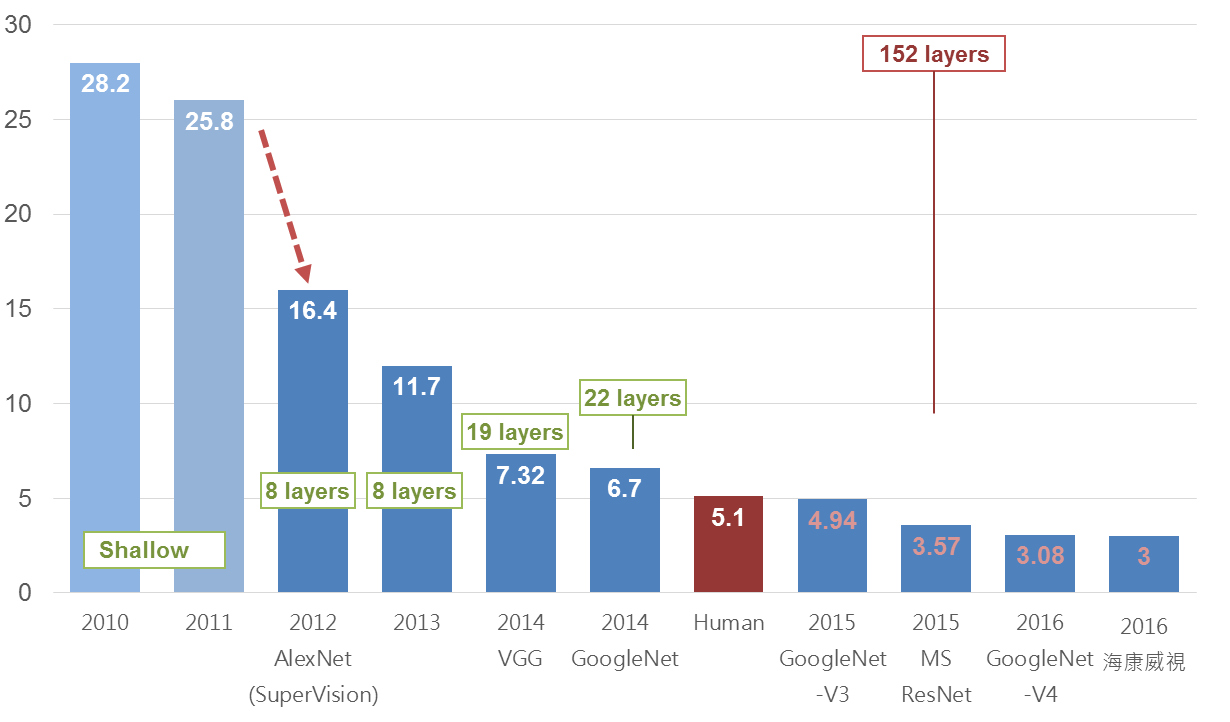 30
25
20
15
10
5
0
28.2
25.8
16.4
11.7
7.32
6.7
5.1
4.94
3.57
3.08
3
152 layers
22 layers
19 layers
8 layers
8 layers
Shallow
2010
2011
2012
AlexNet
(SuperVision)
2013
2014
VGG
2014
GoogleNet
Human
2015
GoogleNet
-V3
2015
MS
ResNet
2016
GoogleNet
-V4
2016
海康威視